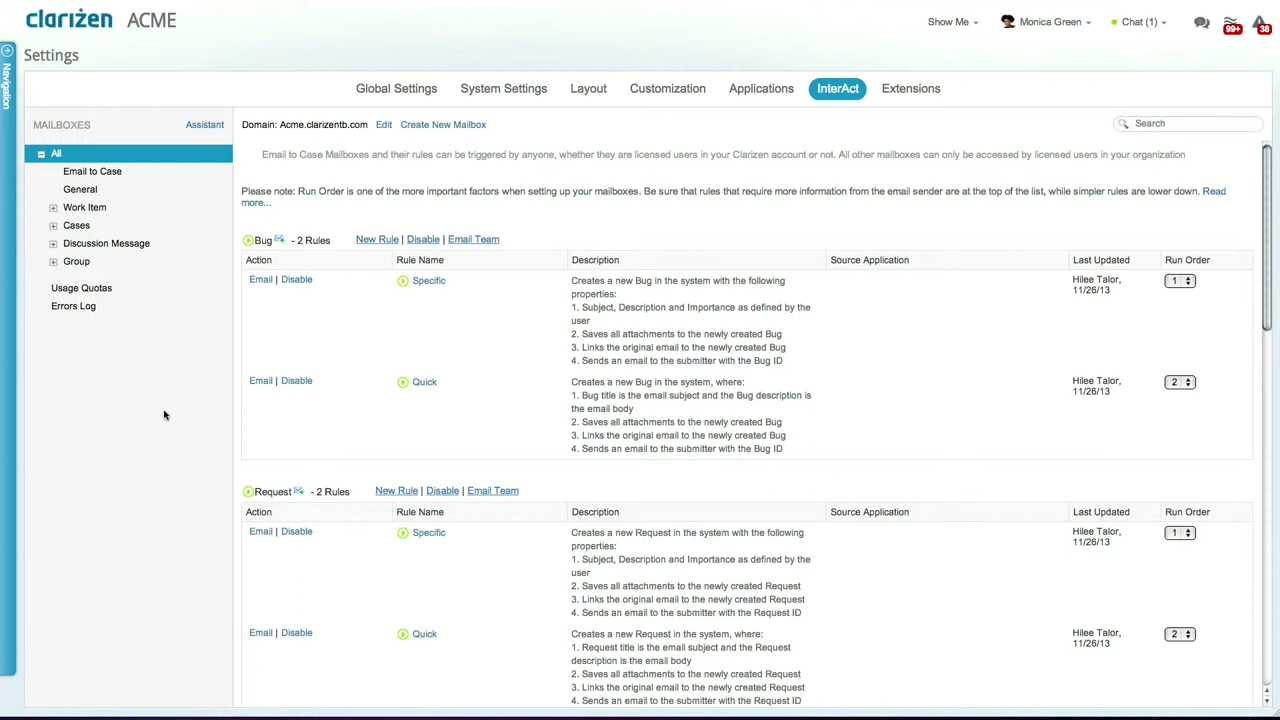 clarizen ACME
Show Me Monica Green Chat (1) 99+ 38
Settings
Navigation
Global Settings System Settings Layout Customization Applications InterAct Extensions
MAILBOXES Assistant
Domain: Acme.clarizentb.com Edit Create New Mailbox Search
All
Email to Case
General
Work Item
Cases
Discussion Message
Group
Usage Quotas
Errors Log
Email to Case Mailboxes and their rules can be triggered by anyone, whether they are licensed users in your Clarizen account or not. All other mailboxes can only be accessed by licensed users in your organization
Please note: Run Order is one of the more important factors when setting up your mailboxes. Be sure that rules that require more information from the email sender are at the top of the list, while simpler rules are lower down. Read
more...
Bug - 2 Rules New Rule | Disable | Email Team
Action Rule Name Description Source Application Last Updated Run Order
Email | Disable Specific Creates a new Bug in the system with the following Hilee Talor, 1
properties: 11/26/13
1. Subject, Description and Importance as defined by the
user
2. Saves all attachments to the newly created Bug
3. Links the original email to the newly created Bug
4. Sends an email to the submitter with the Bug ID
Email | Disable Quick Creates a new Bug in the system, where: Hilee Talor, 2
1. Bug title is the email subject and the Bug description is 11/26/13
the email body
2. Saves all attachments to the newly created Bug
3. Links the original email to the newly created Bug
4. Sends an email to the submitter with the Bug ID
Request - 2 Rules New Rule | Disable | Email Team
Action Rule Name Description Source Application Last Updated Run Order
Email | Disable Specific Creates a new Request in the system with the following Hilee Talor, 1
properties: 11/26/13
1. Subject, Description and Importance as defined by the
user
2. Saves all attachments to the newly created Request
3. Links the original email to the newly created Request
4. Sends an email to the submitter with the Request ID
Email | Disable Quick Creates a new Request in the system, where: Hilee Talor, 2
1. Request title is the email subject and the Request 11/26/13
description is the email body
2. Saves all attachments to the newly created Request
3. Links the original email to the newly created Request
4. Sends an email to the submitter with the Request ID